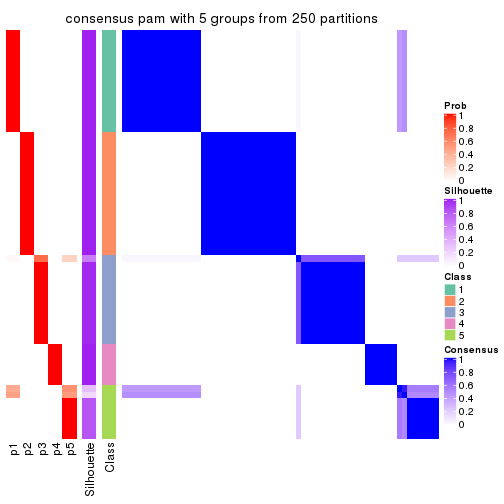 consensus pam with 5 groups from 250 partitions
Prob
1
0.8
0.6
0.4
0.2
0
Silhouette
1
0.8
0.6
0.4
0.2
0
Class
1
2
3
4
5
Consensus
1
0.8
0.6
0.4
0.2
0
p1
p2
p3
p4
p5
Silhouette
Class